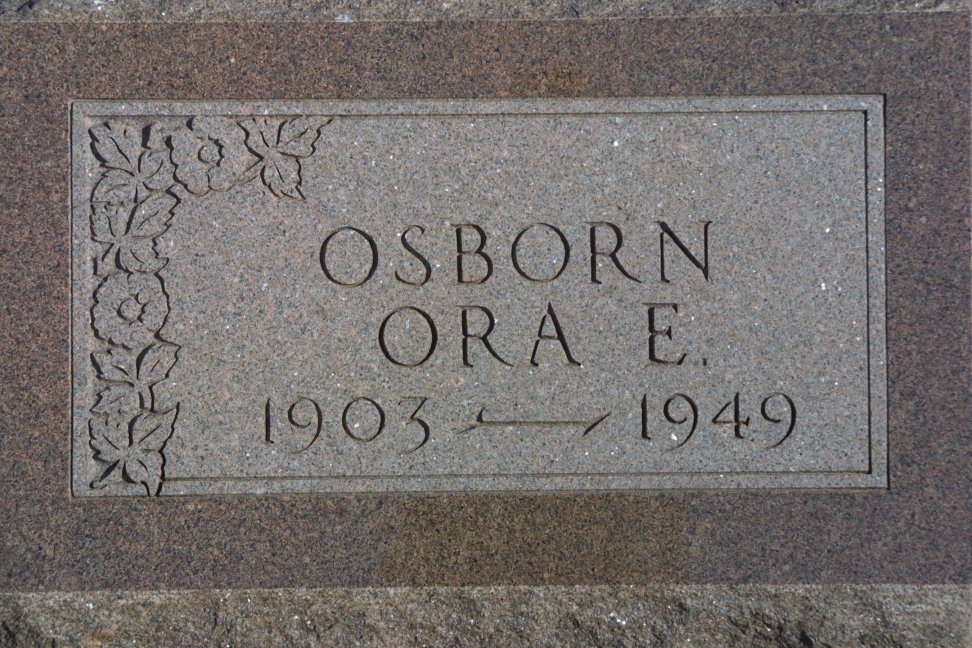 OSBORN
ORA E.
1903 — 1949